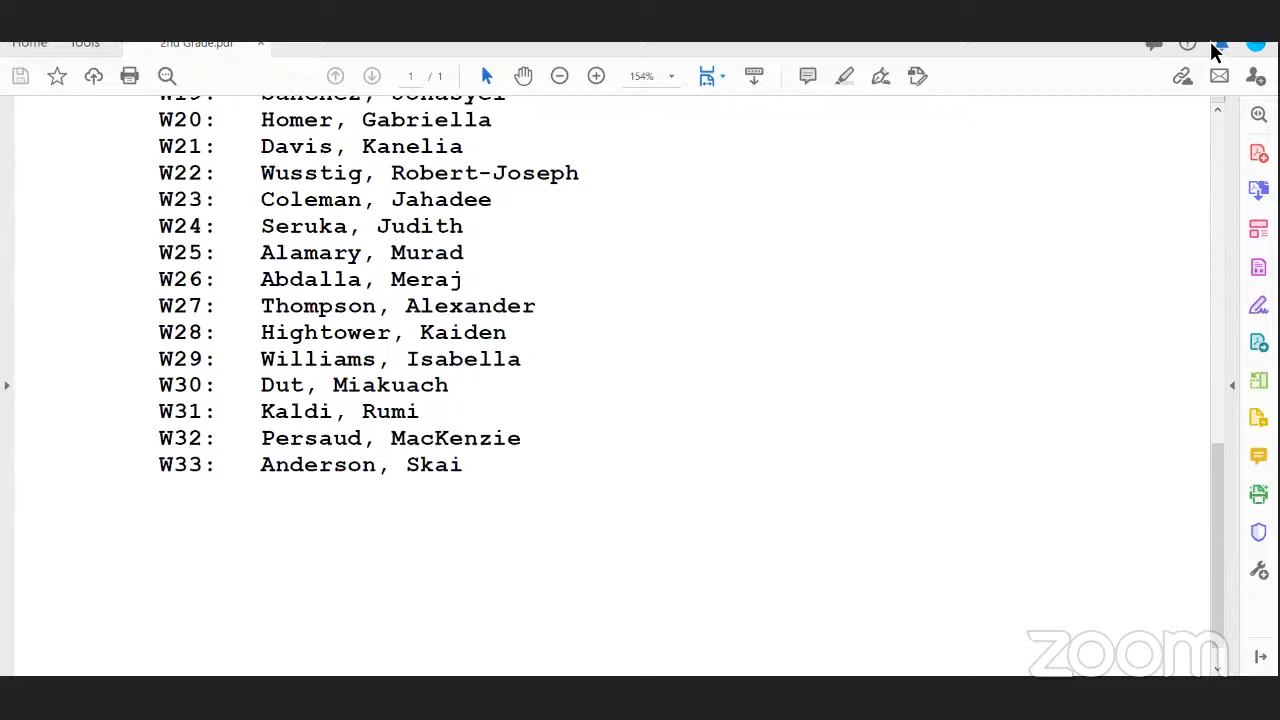 Home Tools 2nd Grade.pdf
1 / 1 154%
W19: Sanchez,
W20: Homer, Gabriella
W21: Davis, Kanelia
W22: Wusstig, Robert-Joseph
W23: Coleman, Jahadee
W24: Seruka, Judith
W25: Alamary, Murad
W26: Abdalla, Meraj
W27: Thompson, Alexander
W28: Hightower, Kaiden
W29: Williams, Isabella
W30: Dut, Miakuach
W31: Kaldi, Rumi
W32: Persaud, MacKenzie
W33: Anderson, Skai
zoom